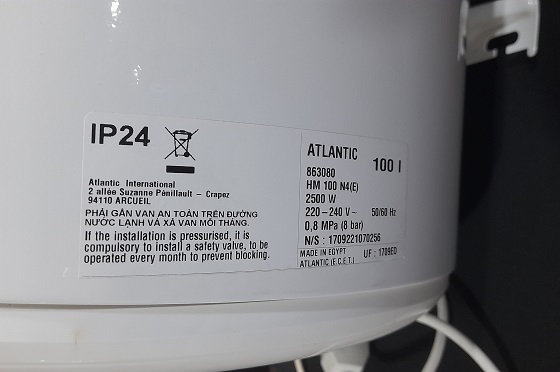 IP24
Atlantic International
2 allée Suzanne Pénillault – Crapez
94110 ARCUEIL
PHẢI GẮN VAN AN TOÀN TRÊN ĐƯỜNG
NƯỚC LẠNH VÀ XẢ VAN MỖI THÁNG.
If the installation is pressurised, it is
compulsory to install a safety valve, to be
operated every month to prevent blocking.
ATLANTIC 100 l
863080
HM 100 N4(E)
2500 W
220 – 240 V ~ 50/60 Hz
0,8 MPa (8 bar)
N/S : 1709221070256
MADE IN EGYPT UF : 1709ED
ATLANTIC (E.C.E.T.)